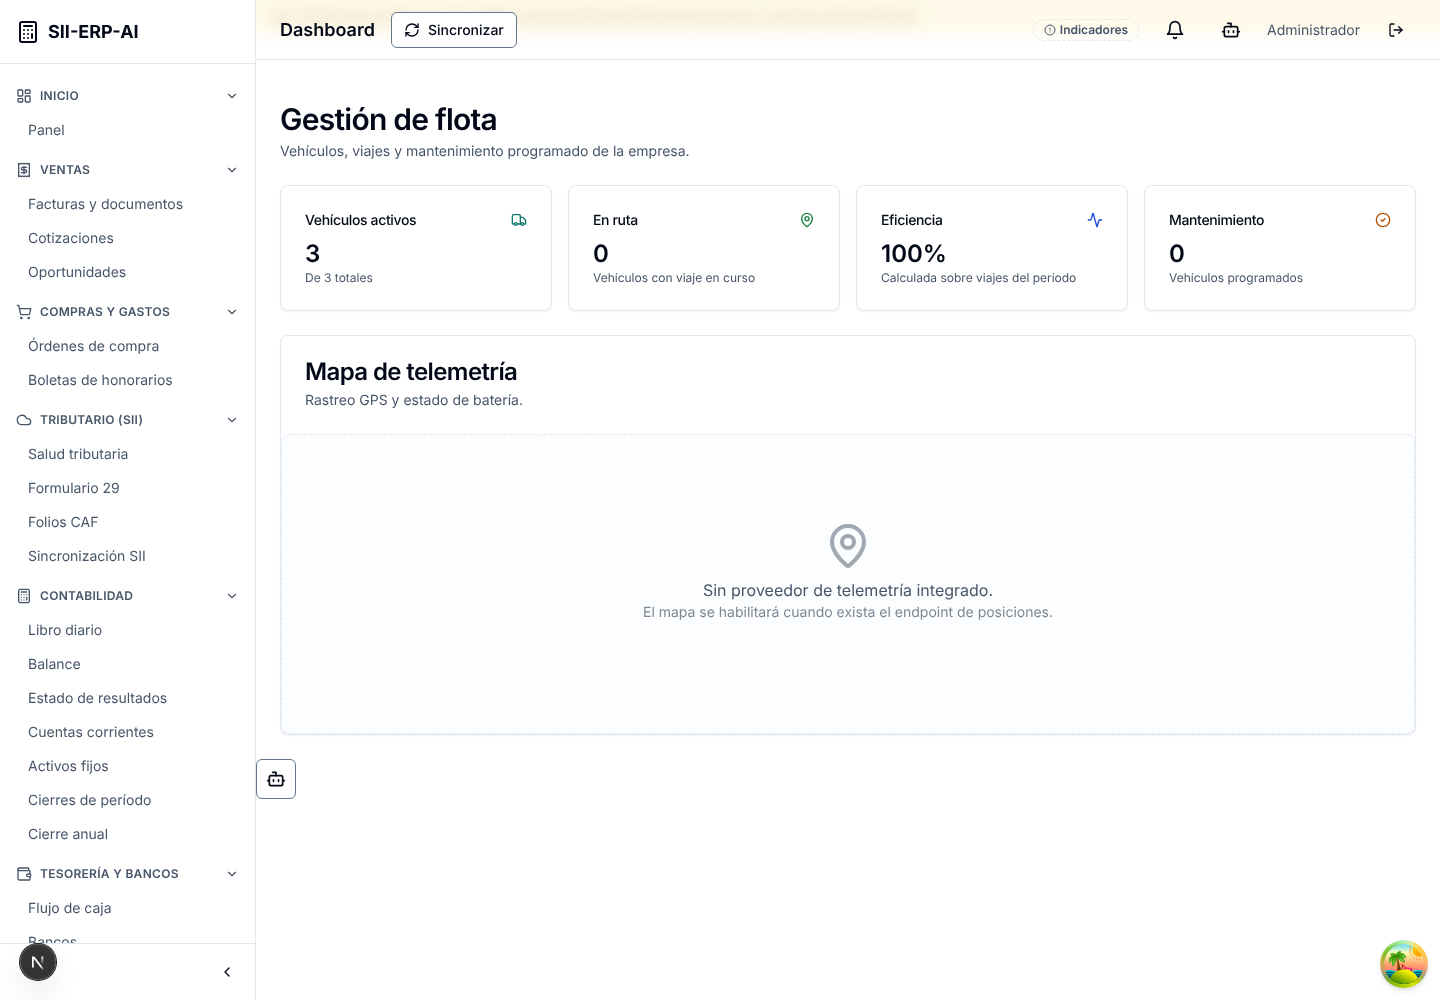 SII-ERP-AI
Dashboard
Sincronizar
Indicadores
Administrador
INICIO
Panel
VENTAS
Facturas y documentos
Cotizaciones
Oportunidades
COMPRAS Y GASTOS
Órdenes de compra
Boletas de honorarios
TRIBUTARIO (SII)
Salud tributaria
Formulario 29
Folios CAF
Sincronización SII
CONTABILIDAD
Libro diario
Balance
Estado de resultados
Cuentas corrientes
Activos fijos
Cierres de período
Cierre anual
TESORERÍA Y BANCOS
Flujo de caja
Bancos
N
Gestión de flota
Vehículos, viajes y mantenimiento programado de la empresa.
Vehículos activos
3
De 3 totales
En ruta
0
Vehículos con viaje en curso
Eficiencia
100%
Calculada sobre viajes del período
Mantenimiento
0
Vehículos programados
Mapa de telemetría
Rastreo GPS y estado de batería.
Sin proveedor de telemetría integrado.
El mapa se habilitará cuando exista el endpoint de posiciones.